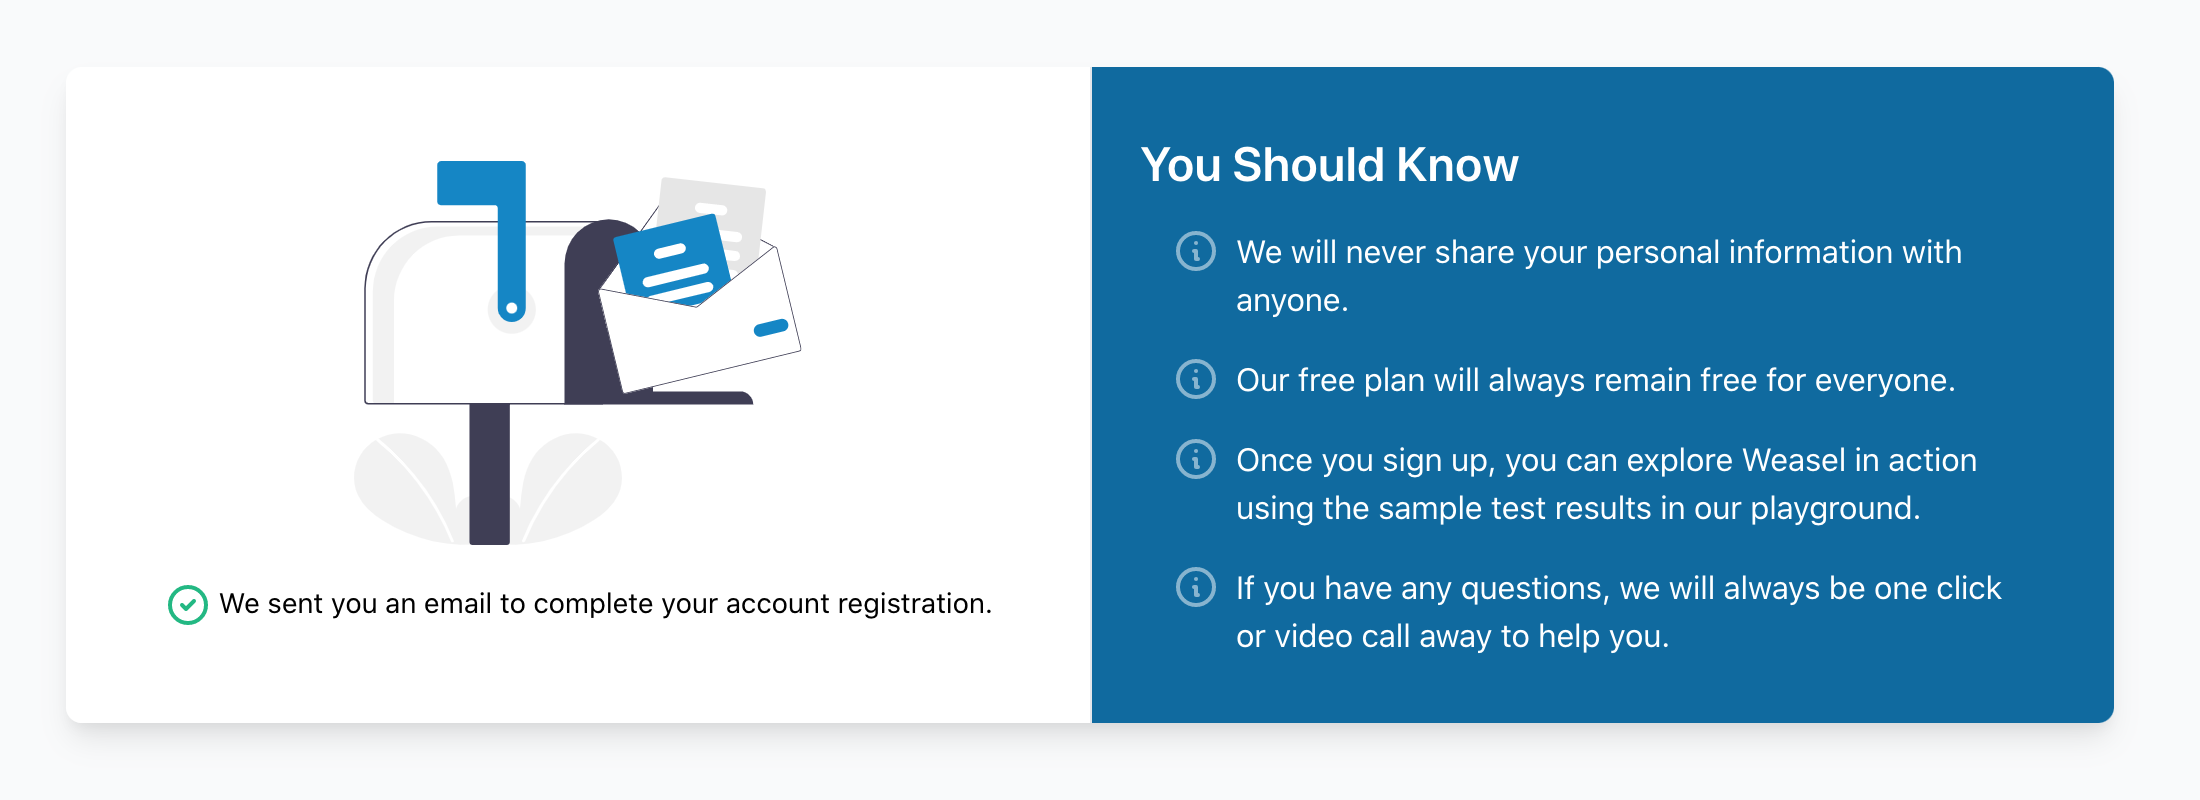 We sent you an email to complete your account registration.
You Should Know
We will never share your personal information with
anyone.
Our free plan will always remain free for everyone.
Once you sign up, you can explore Weasel in action
using the sample test results in our playground.
If you have any questions, we will always be one click
or video call away to help you.